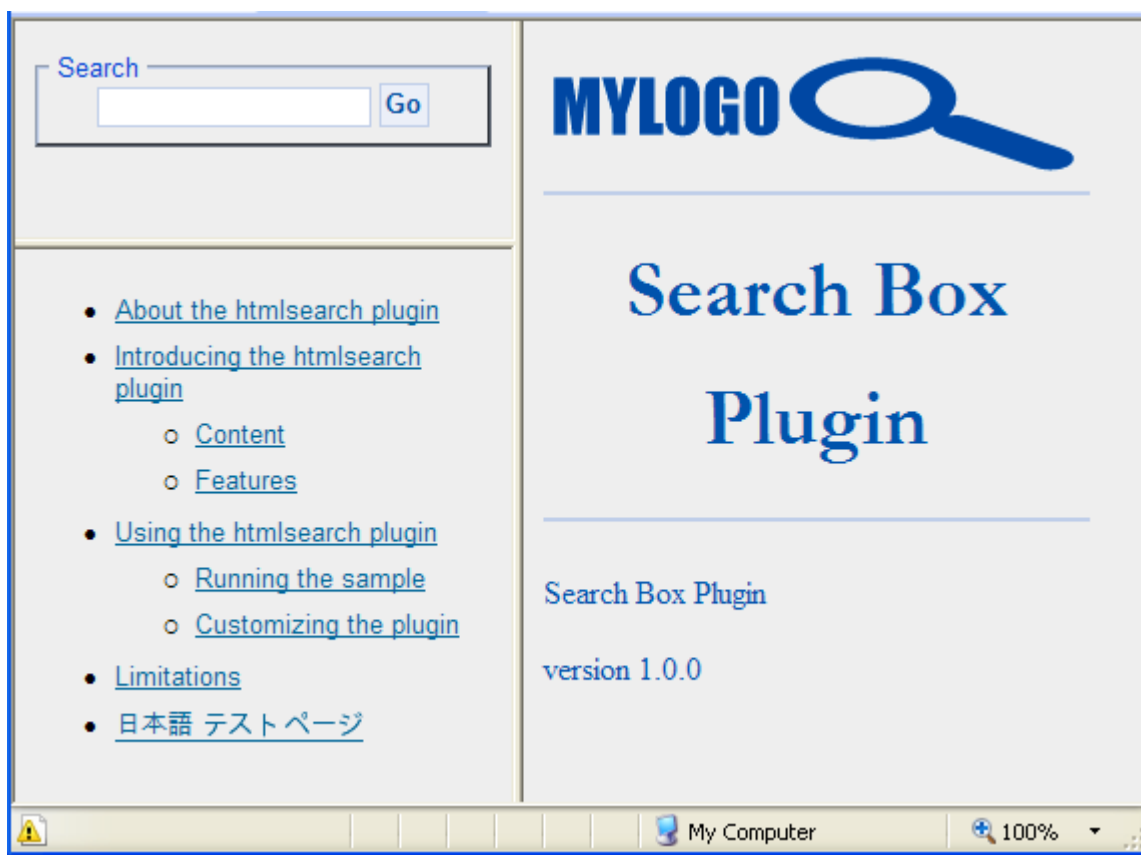 Search
Go
About the htmlsearch plugin
Introducing the htmlsearch
plugin
Content
Features
Using the htmlsearch plugin
Running the sample
Customizing the plugin
Limitations
日本語 テストページ
MYLOGO
Search Box
Plugin
Search Box Plugin
version 1.0.0
My Computer
100%